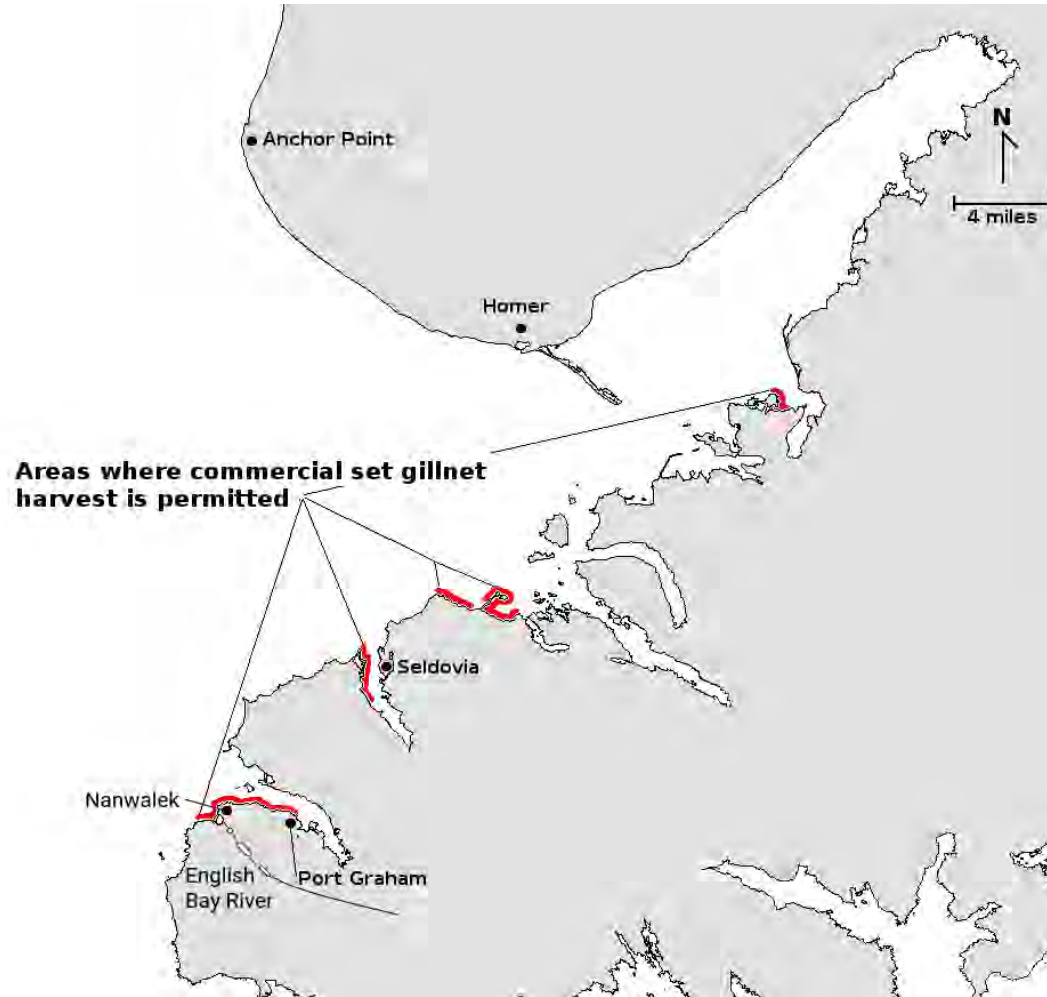 Anchor Point
N
4 miles
Homer
Areas where commercial set gillnet
harvest is permitted
Seldovia
Nanwalek
English
Bay River
Port Graham